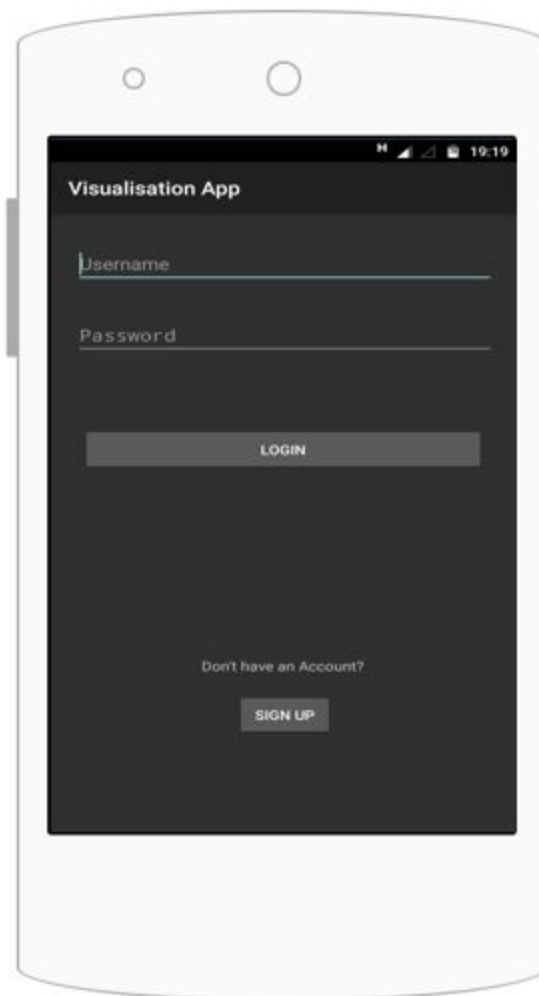 H 19:19
Visualisation App
Username
Password
LOGIN
Don't have an Account?
SIGN UP